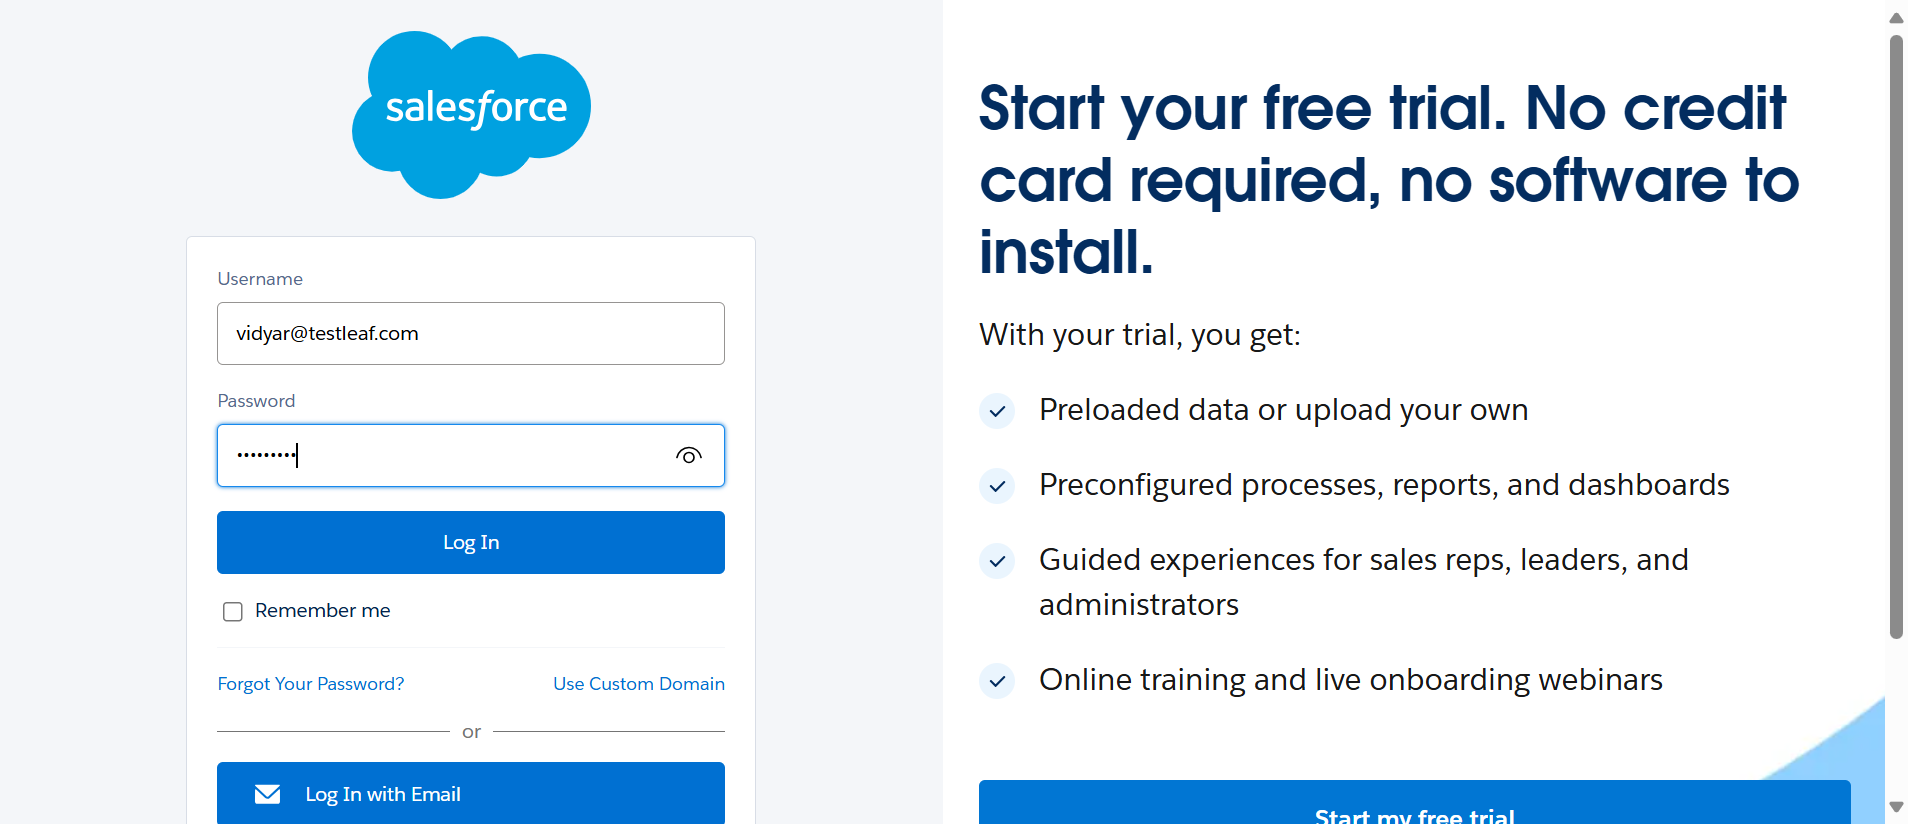 salesforce
Username
vidyar@testleaf.com
Password
•••••••••
Log In
Remember me
Forgot Your Password?
Use Custom Domain
or
Log In with Email
Start your free trial. No credit
card required, no software to
install.
With your trial, you get:
Preloaded data or upload your own
Preconfigured processes, reports, and dashboards
Guided experiences for sales reps, leaders, and
administrators
Online training and live onboarding webinars
Start my free trial